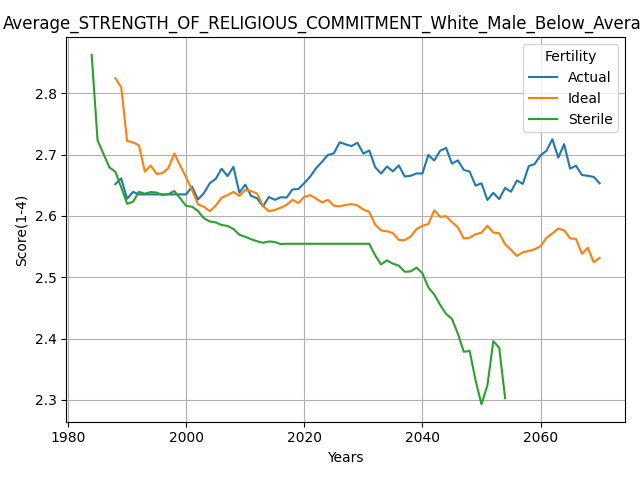 Average_STRENGTH_OF_RELIGIOUS_COMMITMENT_White_Male_Below_Avera
Fertility
Actual
Ideal
Sterile
2.8
2.7
2.6
2.5
2.4
2.3
Score(1-4)
1980
2000
2020
2040
2060
Years